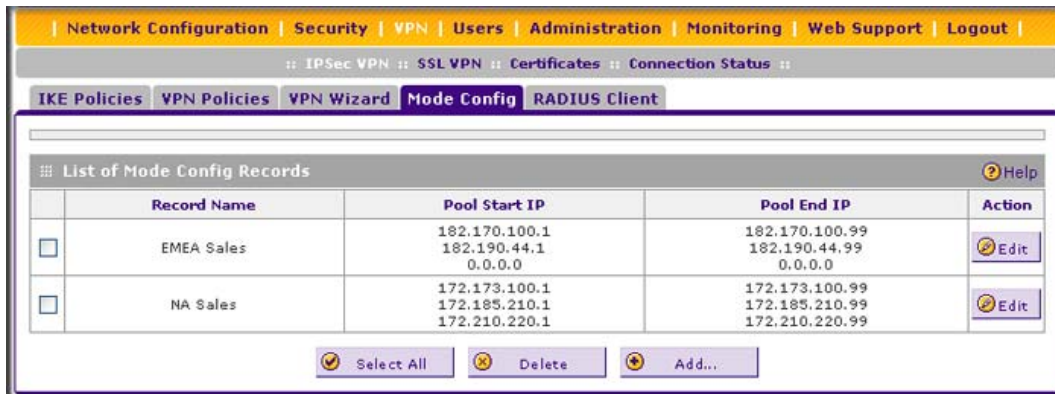 | Network Configuration | Security | VPN | Users | Administration | Monitoring | Web Support | Logout |
:: IPSec VPN :: SSL VPN :: Certificates :: Connection Status ::
IKE Policies VPN Policies VPN Wizard Mode Config RADIUS Client
List of Mode Config Records Help
Record Name Pool Start IP Pool End IP Action
182.170.100.1 182.170.100.99
EMEA Sales 182.190.44.1 182.190.44.99 Edit
0.0.0.0 0.0.0.0
172.173.100.1 172.173.100.99
NA Sales 172.185.210.1 172.185.210.99 Edit
172.210.220.1 172.210.220.99
Select All Delete Add...